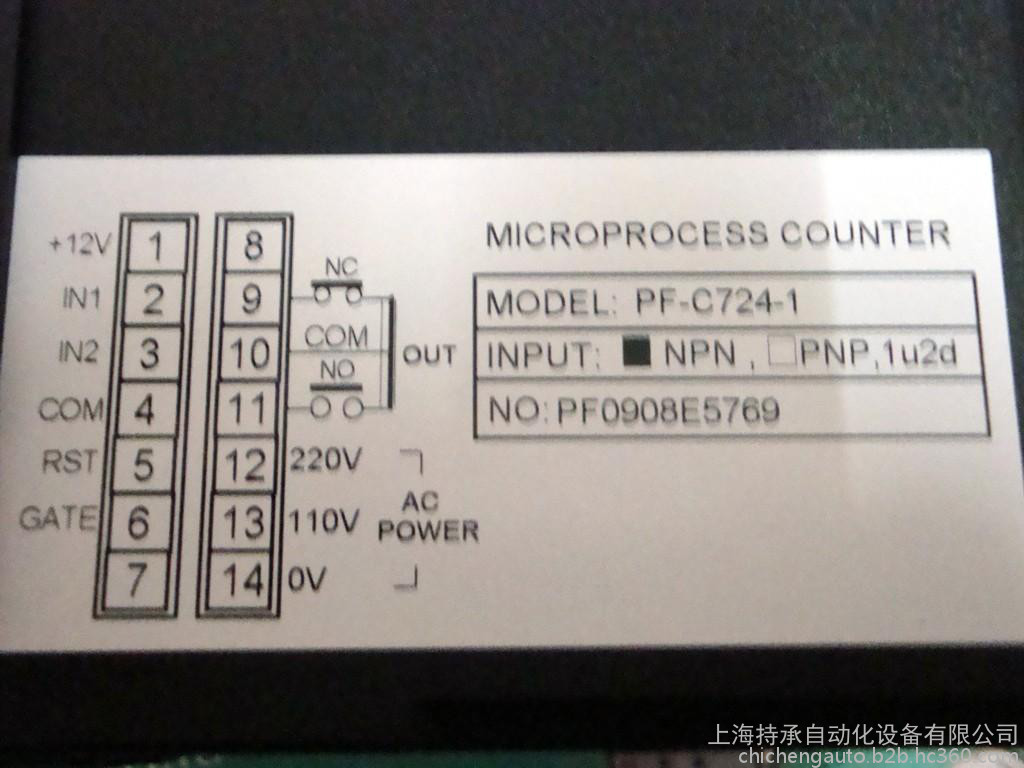 MICROPROCESS COUNTER
MODEL: PF-C724-1
INPUT: NPN , PNP,1u2d
NO:PF0908E5769
+12V 1
IN1 2
IN2 3
COM 4
RST 5
GATE 6
7
8
9 NC
10 COM OUT
11 NO
12 220V
13 110V
14 0V
AC
POWER
上海持承自动化设备有限公司
chichengauto.b2b.hc360.com